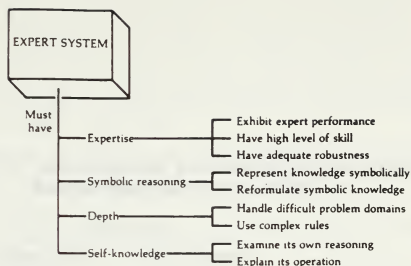 EXPERT SYSTEM
Must
have
Expertise
Exhibit expert performance
Have high level of skill
Have adequate robustness
Symbolic reasoning
Represent knowledge symbolically
Reformulate symbolic knowledge
Depth
Handle difficult problem domains
Use complex rules
Self-knowledge
Examine its own reasoning
Explain its operation